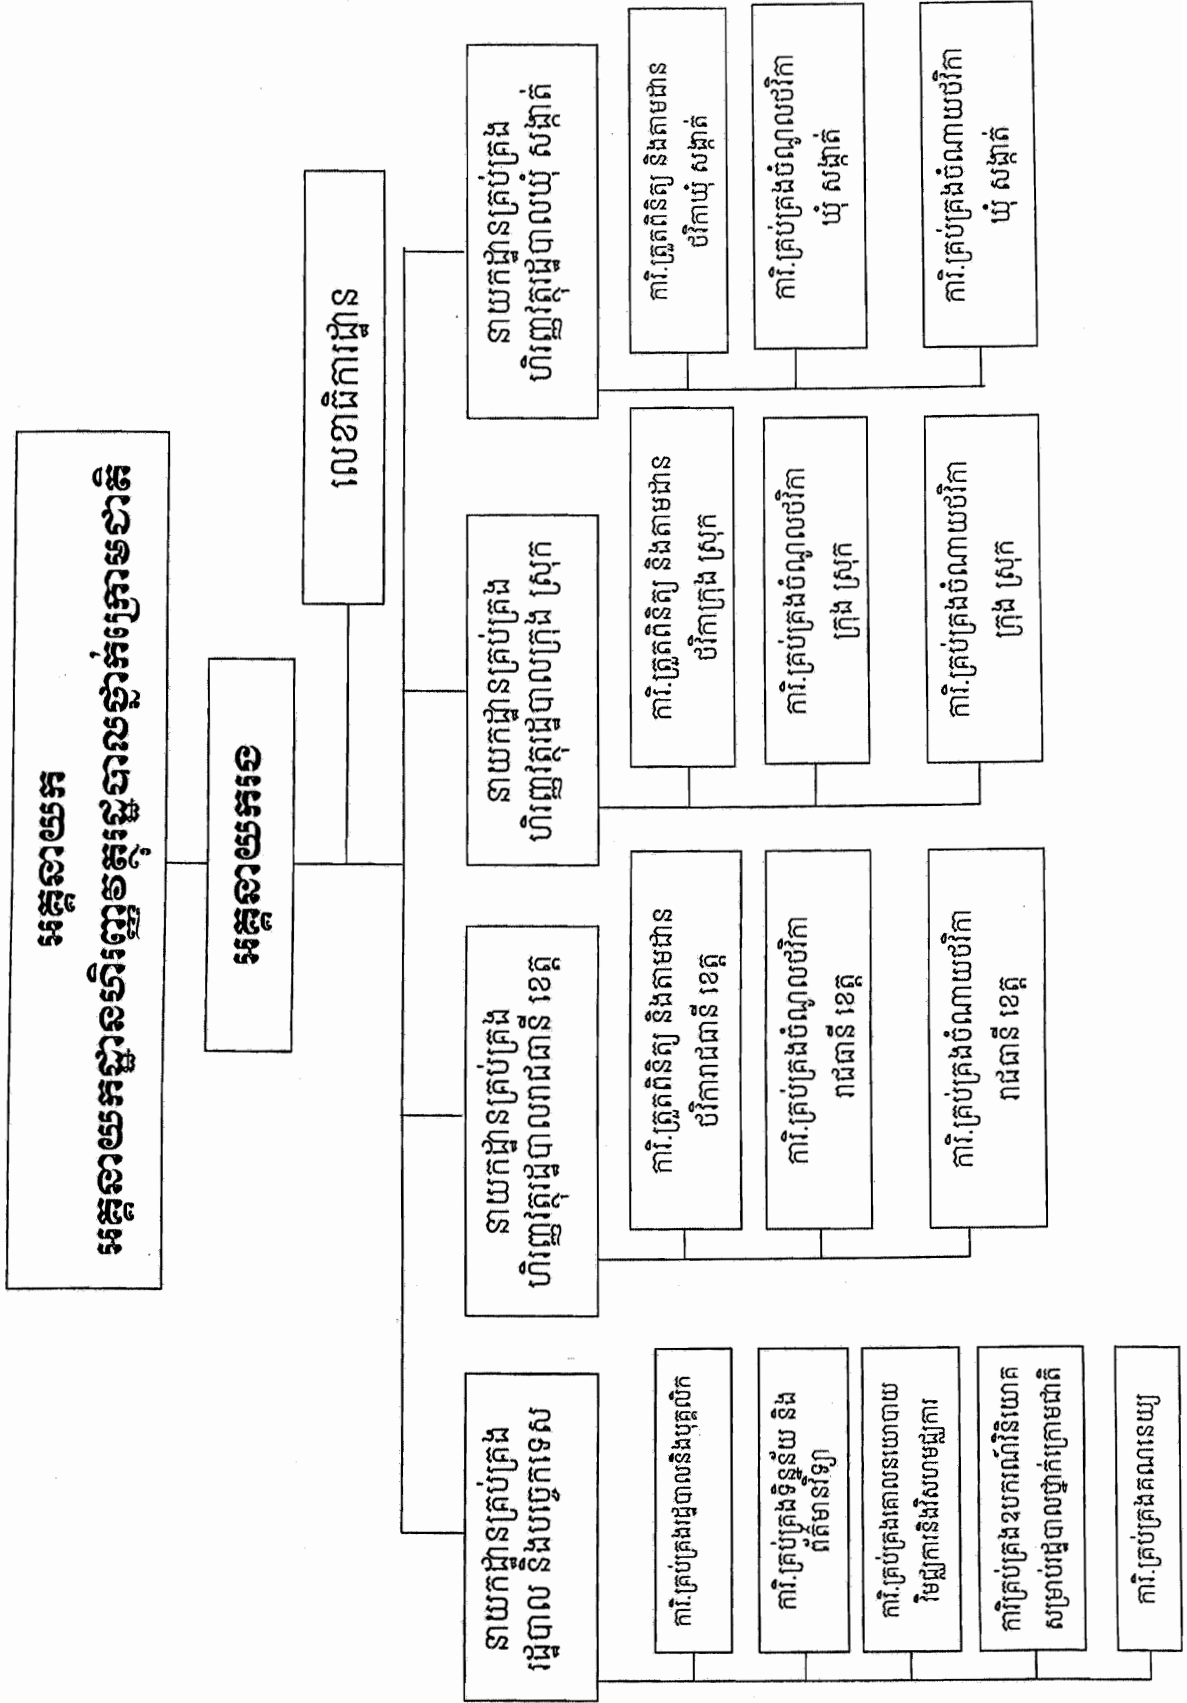 អគ្គនាយក
អគ្គនាយកដ្ឋានហិរញ្ញវត្ថុរដ្ឋបាលថ្នាក់ក្រោមជាតិ
អគ្គនាយករង
លេខាធិការដ្ឋាន
នាយកដ្ឋានគ្រប់គ្រង
រដ្ឋបាល និងបច្ចេកទេស
ការិ.គ្រប់គ្រងរដ្ឋបាលនិងបុគ្គលិក
ការិ.គ្រប់គ្រងទិន្នន័យ និង
ព័ត៌មានវិទ្យា
ការិ.គ្រប់គ្រងគោលនយោបាយ
វិមជ្ឈការនិងវិសហមជ្ឈការ
ការិគ្រប់គ្រងឧបករណ៍វិនិយោគ
សម្រាប់រដ្ឋបាលថ្នាក់ក្រោមជាតិ
ការិ.គ្រប់គ្រងគណនេយ្យ
នាយកដ្ឋានគ្រប់គ្រង
ហិរញ្ញវត្ថុរដ្ឋបាលរាជធានី ខេត្ត
ការិ.ត្រួតពិនិត្យ និងតាមដាន
ថវិការាជធានី ខេត្ត
ការិ.គ្រប់គ្រងចំណូលថវិកា
រាជធានី ខេត្ត
ការិ.គ្រប់គ្រងចំណាយថវិកា
រាជធានី ខេត្ត
នាយកដ្ឋានគ្រប់គ្រង
ហិរញ្ញវត្ថុរដ្ឋបាលក្រុង ស្រុក
ការិ.ត្រួតពិនិត្យ និងតាមដាន
ថវិកាក្រុង ស្រុក
ការិ.គ្រប់គ្រងចំណូលថវិកា
ក្រុង ស្រុក
ការិ.គ្រប់គ្រងចំណាយថវិកា
ក្រុង ស្រុក
នាយកដ្ឋានគ្រប់គ្រង
ហិរញ្ញវត្ថុរដ្ឋបាលឃុំ សង្កាត់
ការិ.ត្រួតពិនិត្យ និងតាមដាន
ថវិកាឃុំ សង្កាត់
ការិ.គ្រប់គ្រងចំណូលថវិកា
ឃុំ សង្កាត់
ការិ.គ្រប់គ្រងចំណាយថវិកា
ឃុំ សង្កាត់